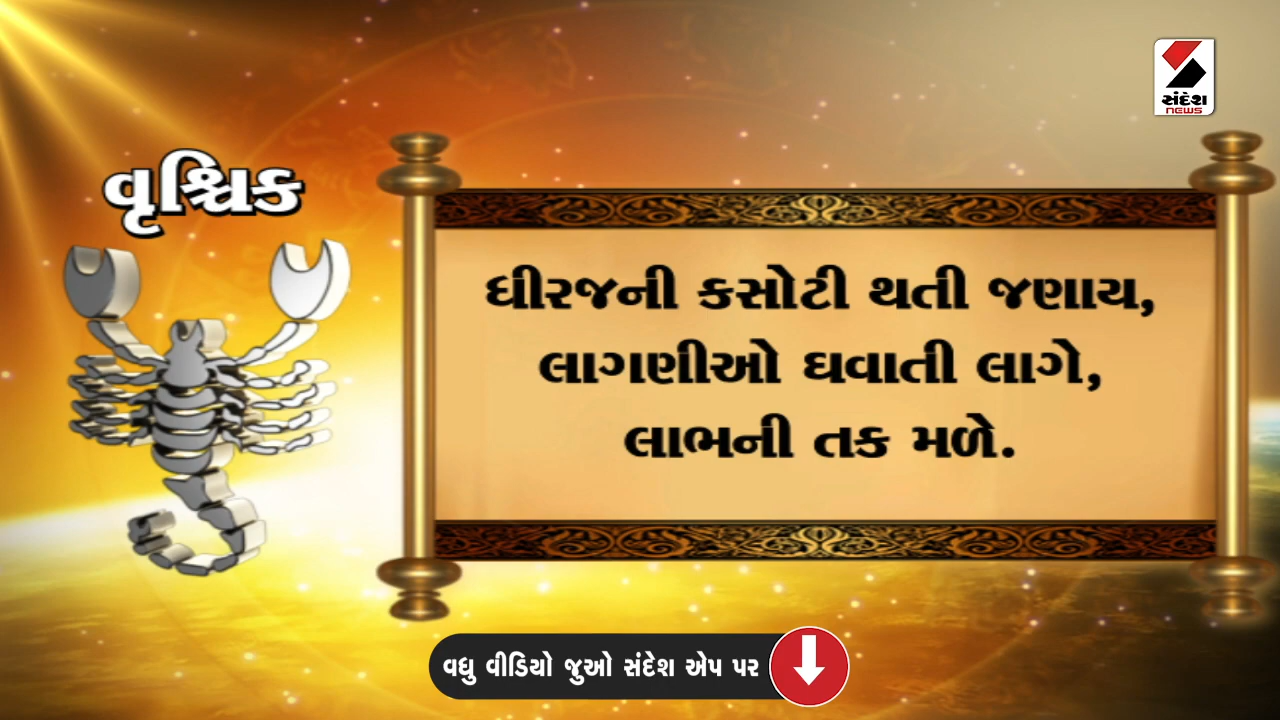 સંદેશ
NEWS
વૃશ્ચિક
ધીરજની કસોટી થતી જણાય,
લાગણીઓ ઘવાતી લાગે,
લાભની તક મળે.
વધુ વીડિયો જુઓ સંદેશ એપ પર